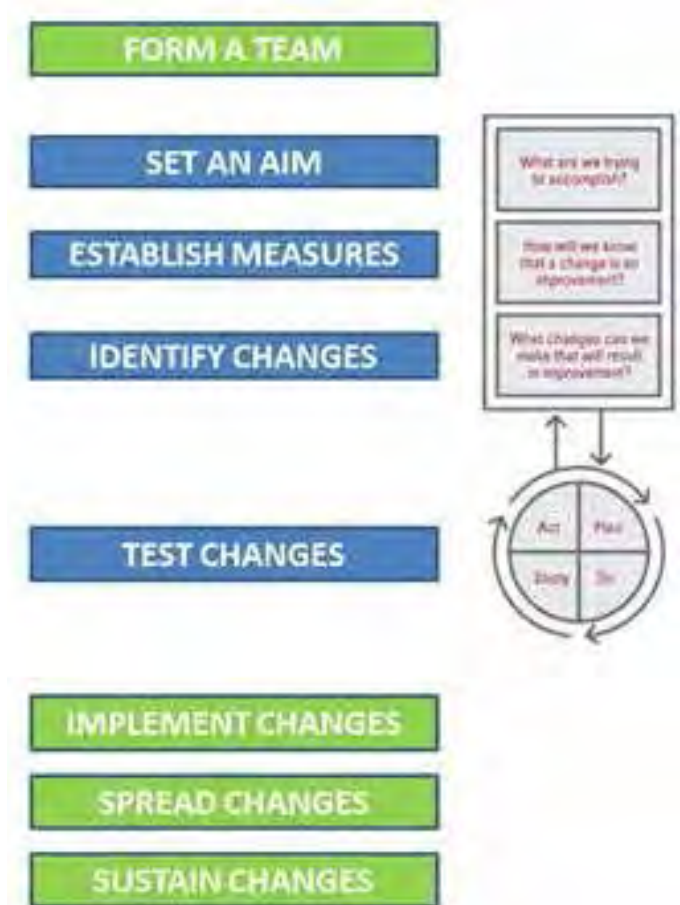 FORM A TEAM
SET AN AIM
What are we trying
to accomplish?
ESTABLISH MEASURES
How will we know
that a change is an
improvement?
IDENTIFY CHANGES
What changes can we
make that will result
in improvement?
TEST CHANGES
Act
Plan
Study
Do
IMPLEMENT CHANGES
SPREAD CHANGES
SUSTAIN CHANGES